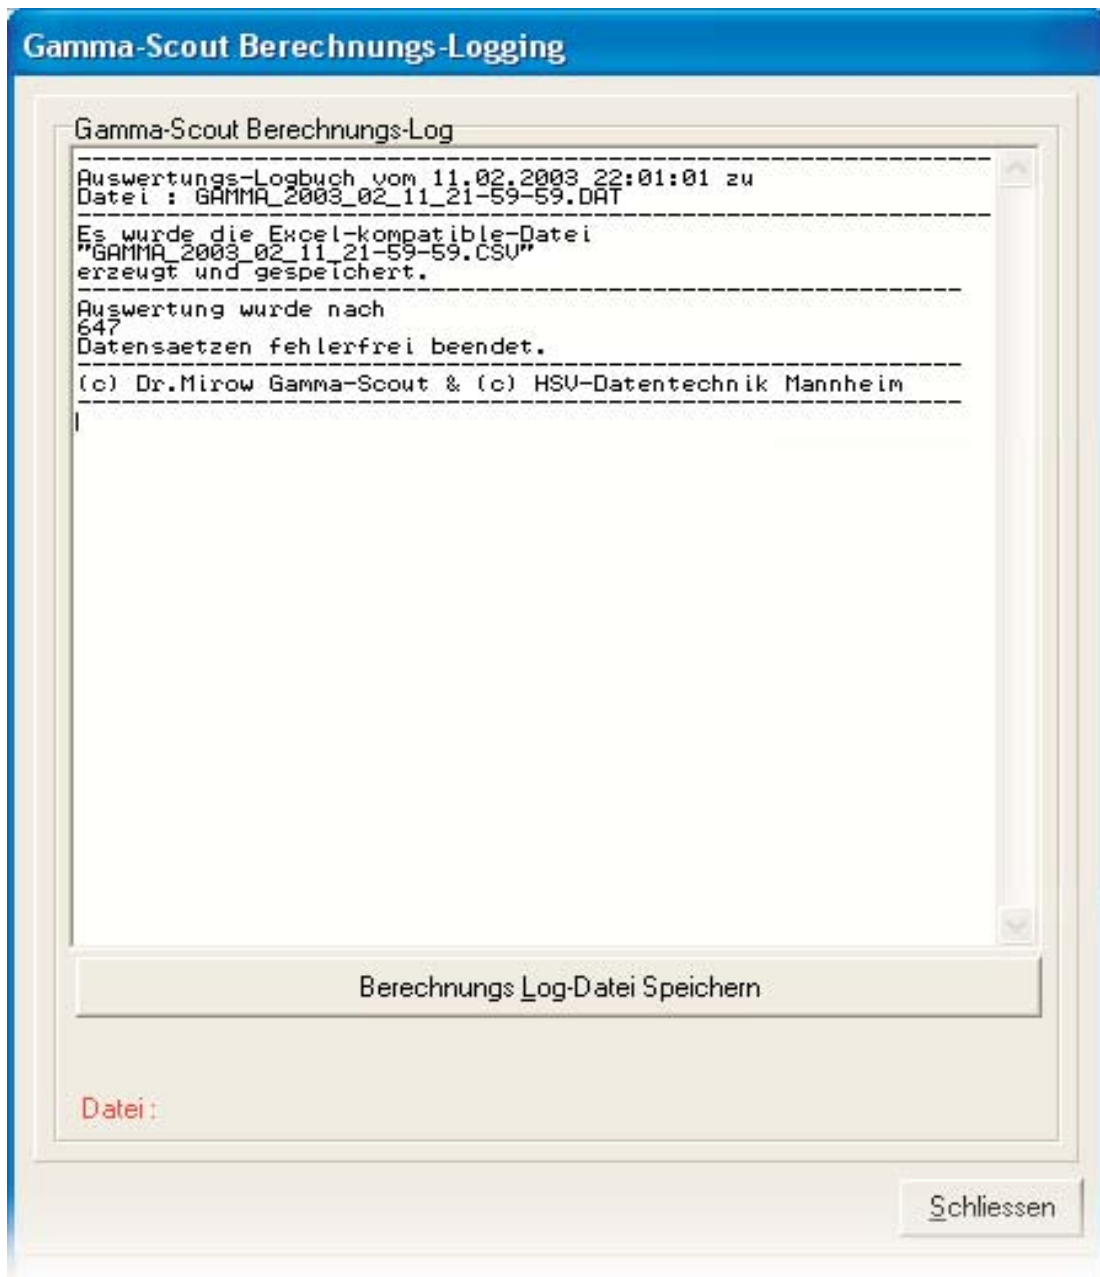 Gamma-Scout Berechnungs-Logging
Gamma-Scout Berechnungs-Log
--------------------------------------------------------------
Auswertungs-Logbuch vom 11.02.2003 22:01:01 zu
Datei : GAMMA_2003_02_11_21-59-59.DAT
--------------------------------------------------------------
Es wurde die Excel-kompatible-Datei
"GAMMA_2003_02_11_21-59-59.CSV"
erzeugt und gespeichert.
------------------------------------------------------------
Auswertung wurde nach
647
Datensaetzen fehlerfrei beendet.
------------------------------------------------------------
(c) Dr.Mirow Gamma-Scout & (c) HSV-Datentechnik Mannheim
------------------------------------------------------------
Berechnungs Log-Datei Speichern
Datei :
Schliessen